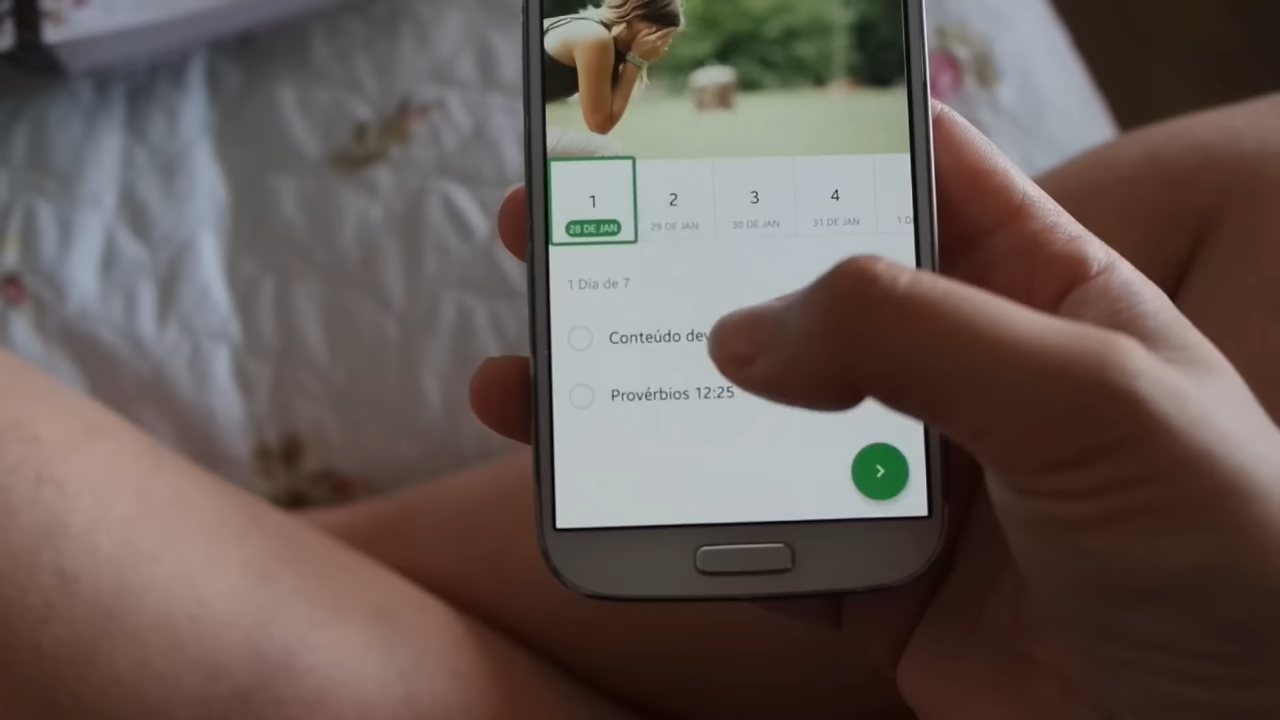 1 2 3 4
28 DE JAN 29 DE JAN 30 DE JAN 31 DE JAN 1 D
1 Dia de 7
Conteúdo dev
Provérbios 12:25